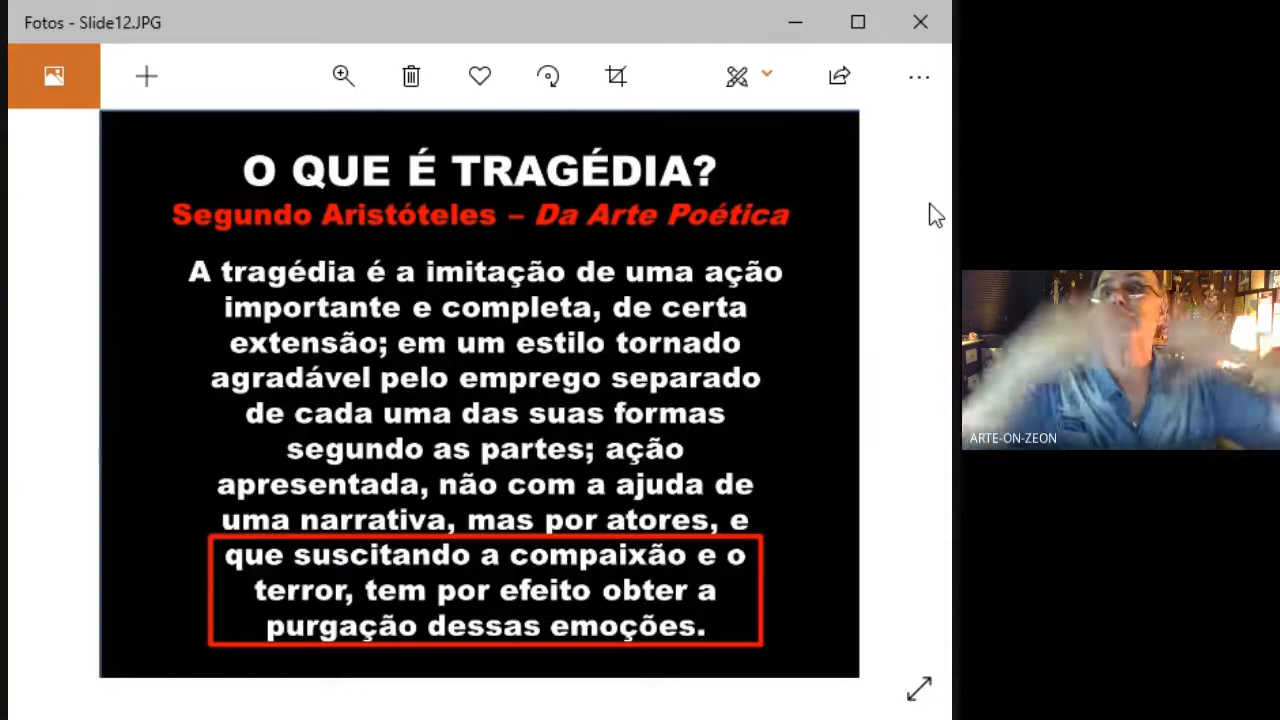 Fotos - Slide12.JPG
O QUE É TRAGÉDIA?
Segundo Aristóteles – Da Arte Poética
A tragédia é a imitação de uma ação
importante e completa, de certa
extensão; em um estilo tornado
agradável pelo emprego separado
de cada uma das suas formas
segundo as partes; ação
apresentada, não com a ajuda de
uma narrativa, mas por atores, e
que suscitando a compaixão e o
terror, tem por efeito obter a
purgação dessas emoções.
ARTE-ON-ZEON